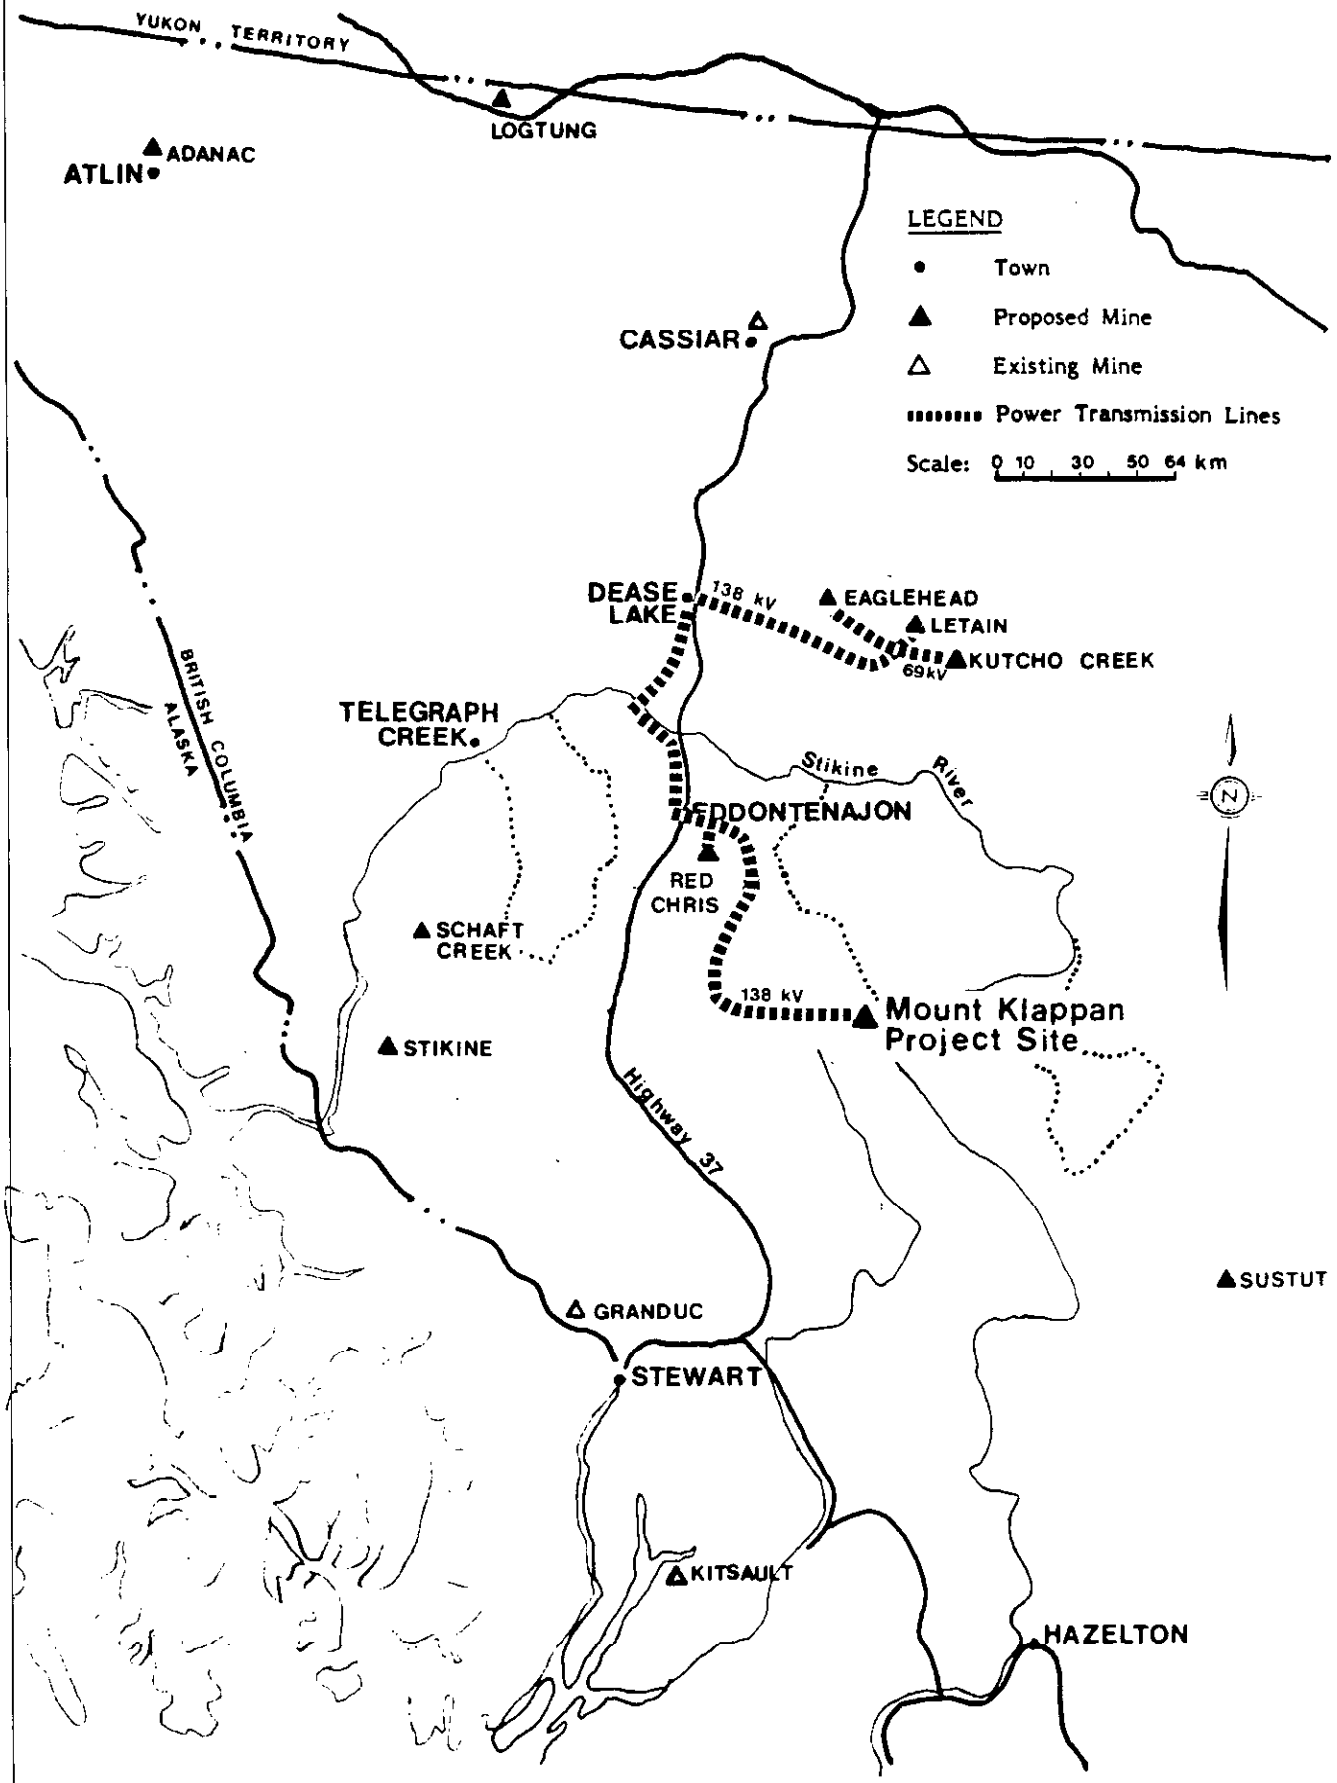 YUKON TERRITORY
LOGTUNG
ADANAC
ATLIN
LEGEND
Town
Proposed Mine
CASSIAR
Existing Mine
Power Transmission Lines
Scale: 0 10 30 50 64 km
DEASE
LAKE
138 kV
EAGLEHEAD
LETAIN
KUTCHO CREEK
69kV
BRITISH COLUMBIA
ALASKA
TELEGRAPH
CREEK
Stikine River
N
EDDONTENAJON
RED
CHRIS
SCHAFT
CREEK
138 kV
Mount Klappan
Project Site
STIKINE
Highway 37
SUSTUT
GRANDUC
STEWART
KITSAULT
HAZELTON